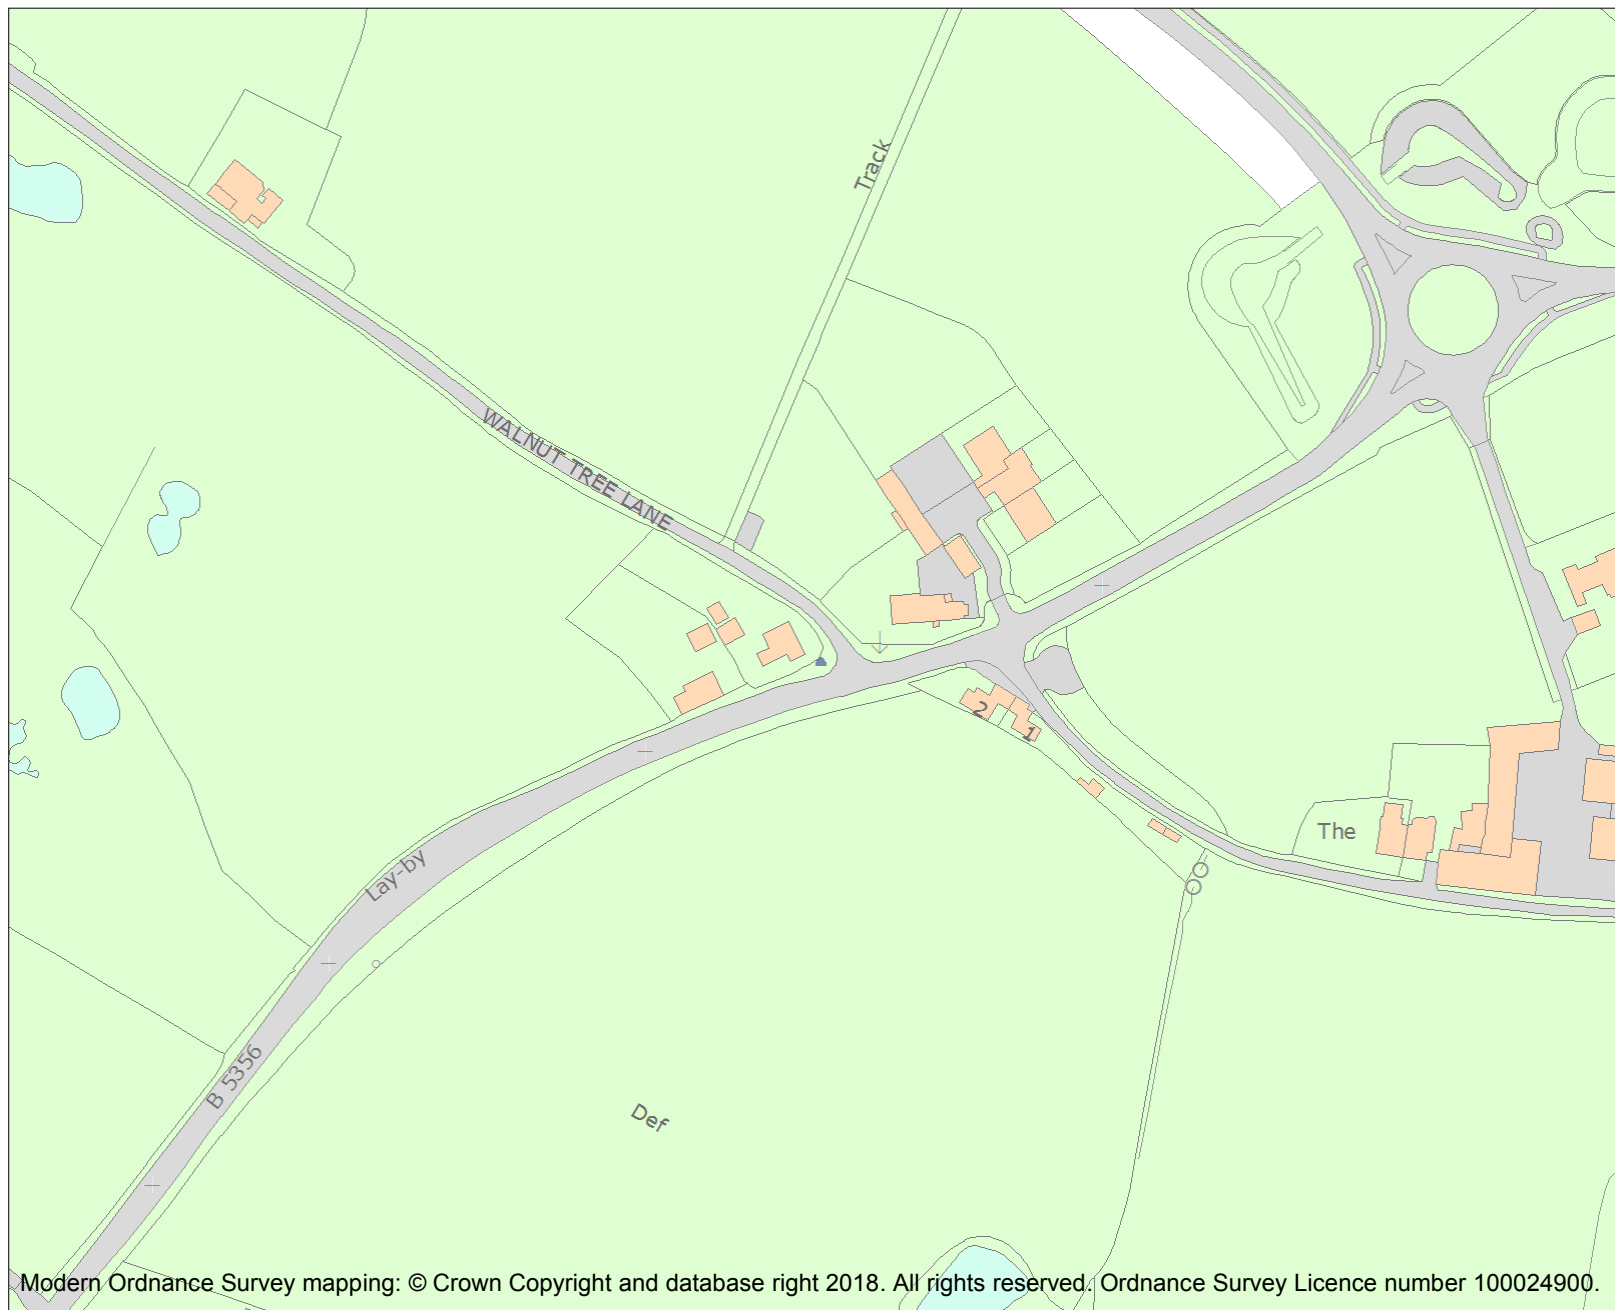 Track
WALNUT TREE LANE
2
1
The
Lay-by
B 5356
Def
Modern Ordnance Survey mapping: © Crown Copyright and database right 2018. All rights reserved. Ordnance Survey Licence number 100024900.